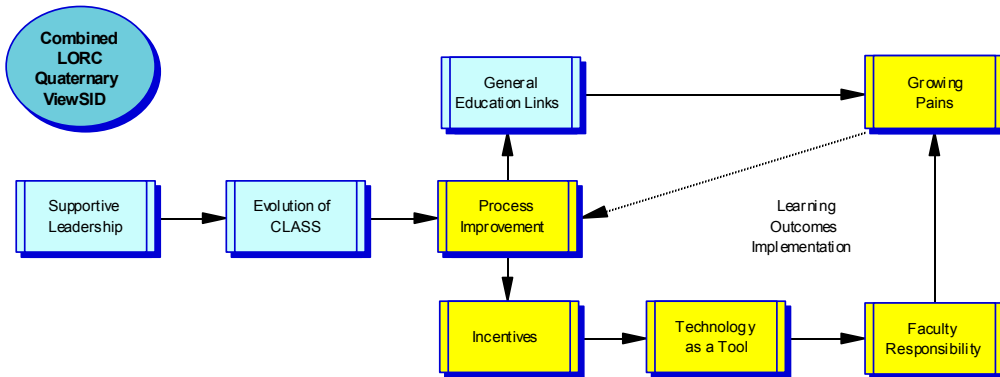 Combined
LORC
Quaternary
ViewSID
General
Education Links
Growing
Pains
Supportive
Leadership
Evolution of
CLASS
Process
Improvement
Learning
Outcomes
Implementation
Incentives
Technology
as a Tool
Faculty
Responsibility